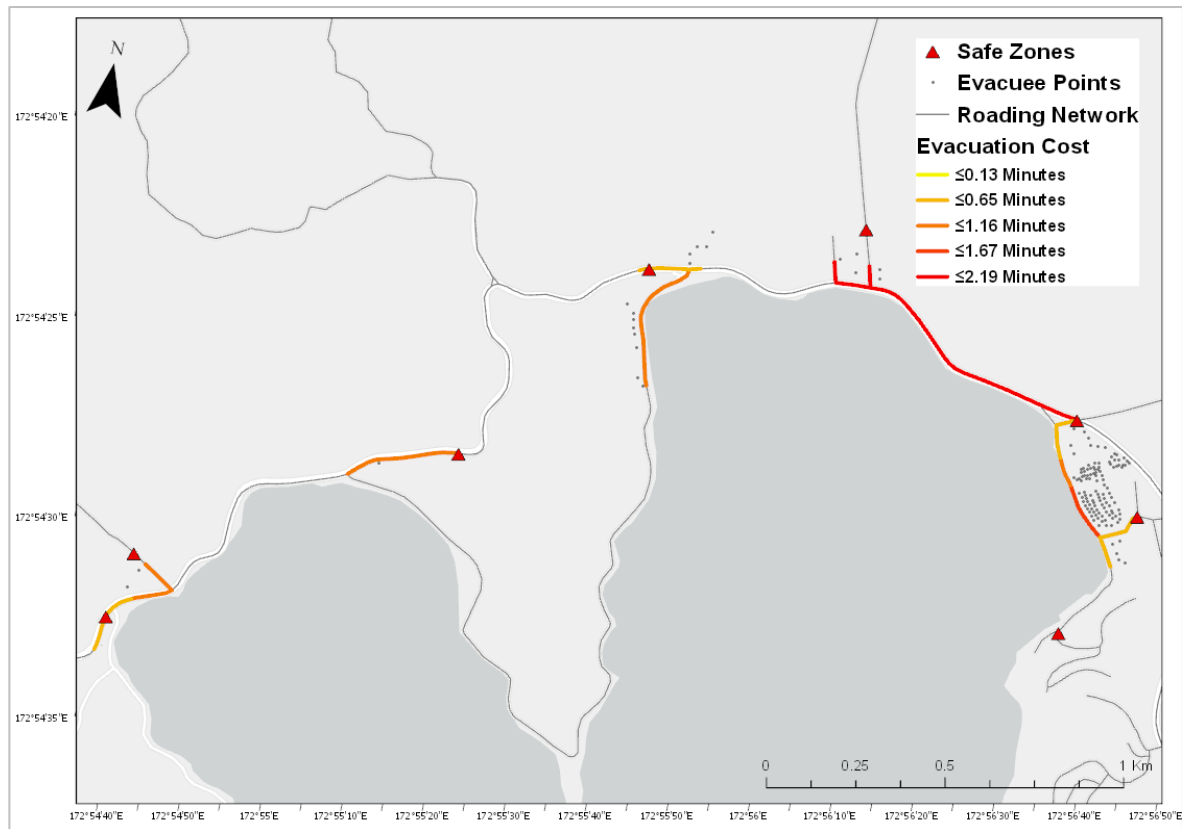 N
Safe Zones
Evacuee Points
Roading Network
Evacuation Cost
≤0.13 Minutes
≤0.65 Minutes
≤1.16 Minutes
≤1.67 Minutes
≤2.19 Minutes
172°54'20"E
172°54'25"E
172°54'30"E
172°54'35"E
0 0.25 0.5 1 Km
172°54'40"E 172°54'50"E 172°55'10"E 172°55'20"E 172°55'30"E 172°55'40"E 172°55'50"E 172°56'10"E 172°56'20"E 172°56'30"E 172°56'40"E 172°56'50"E